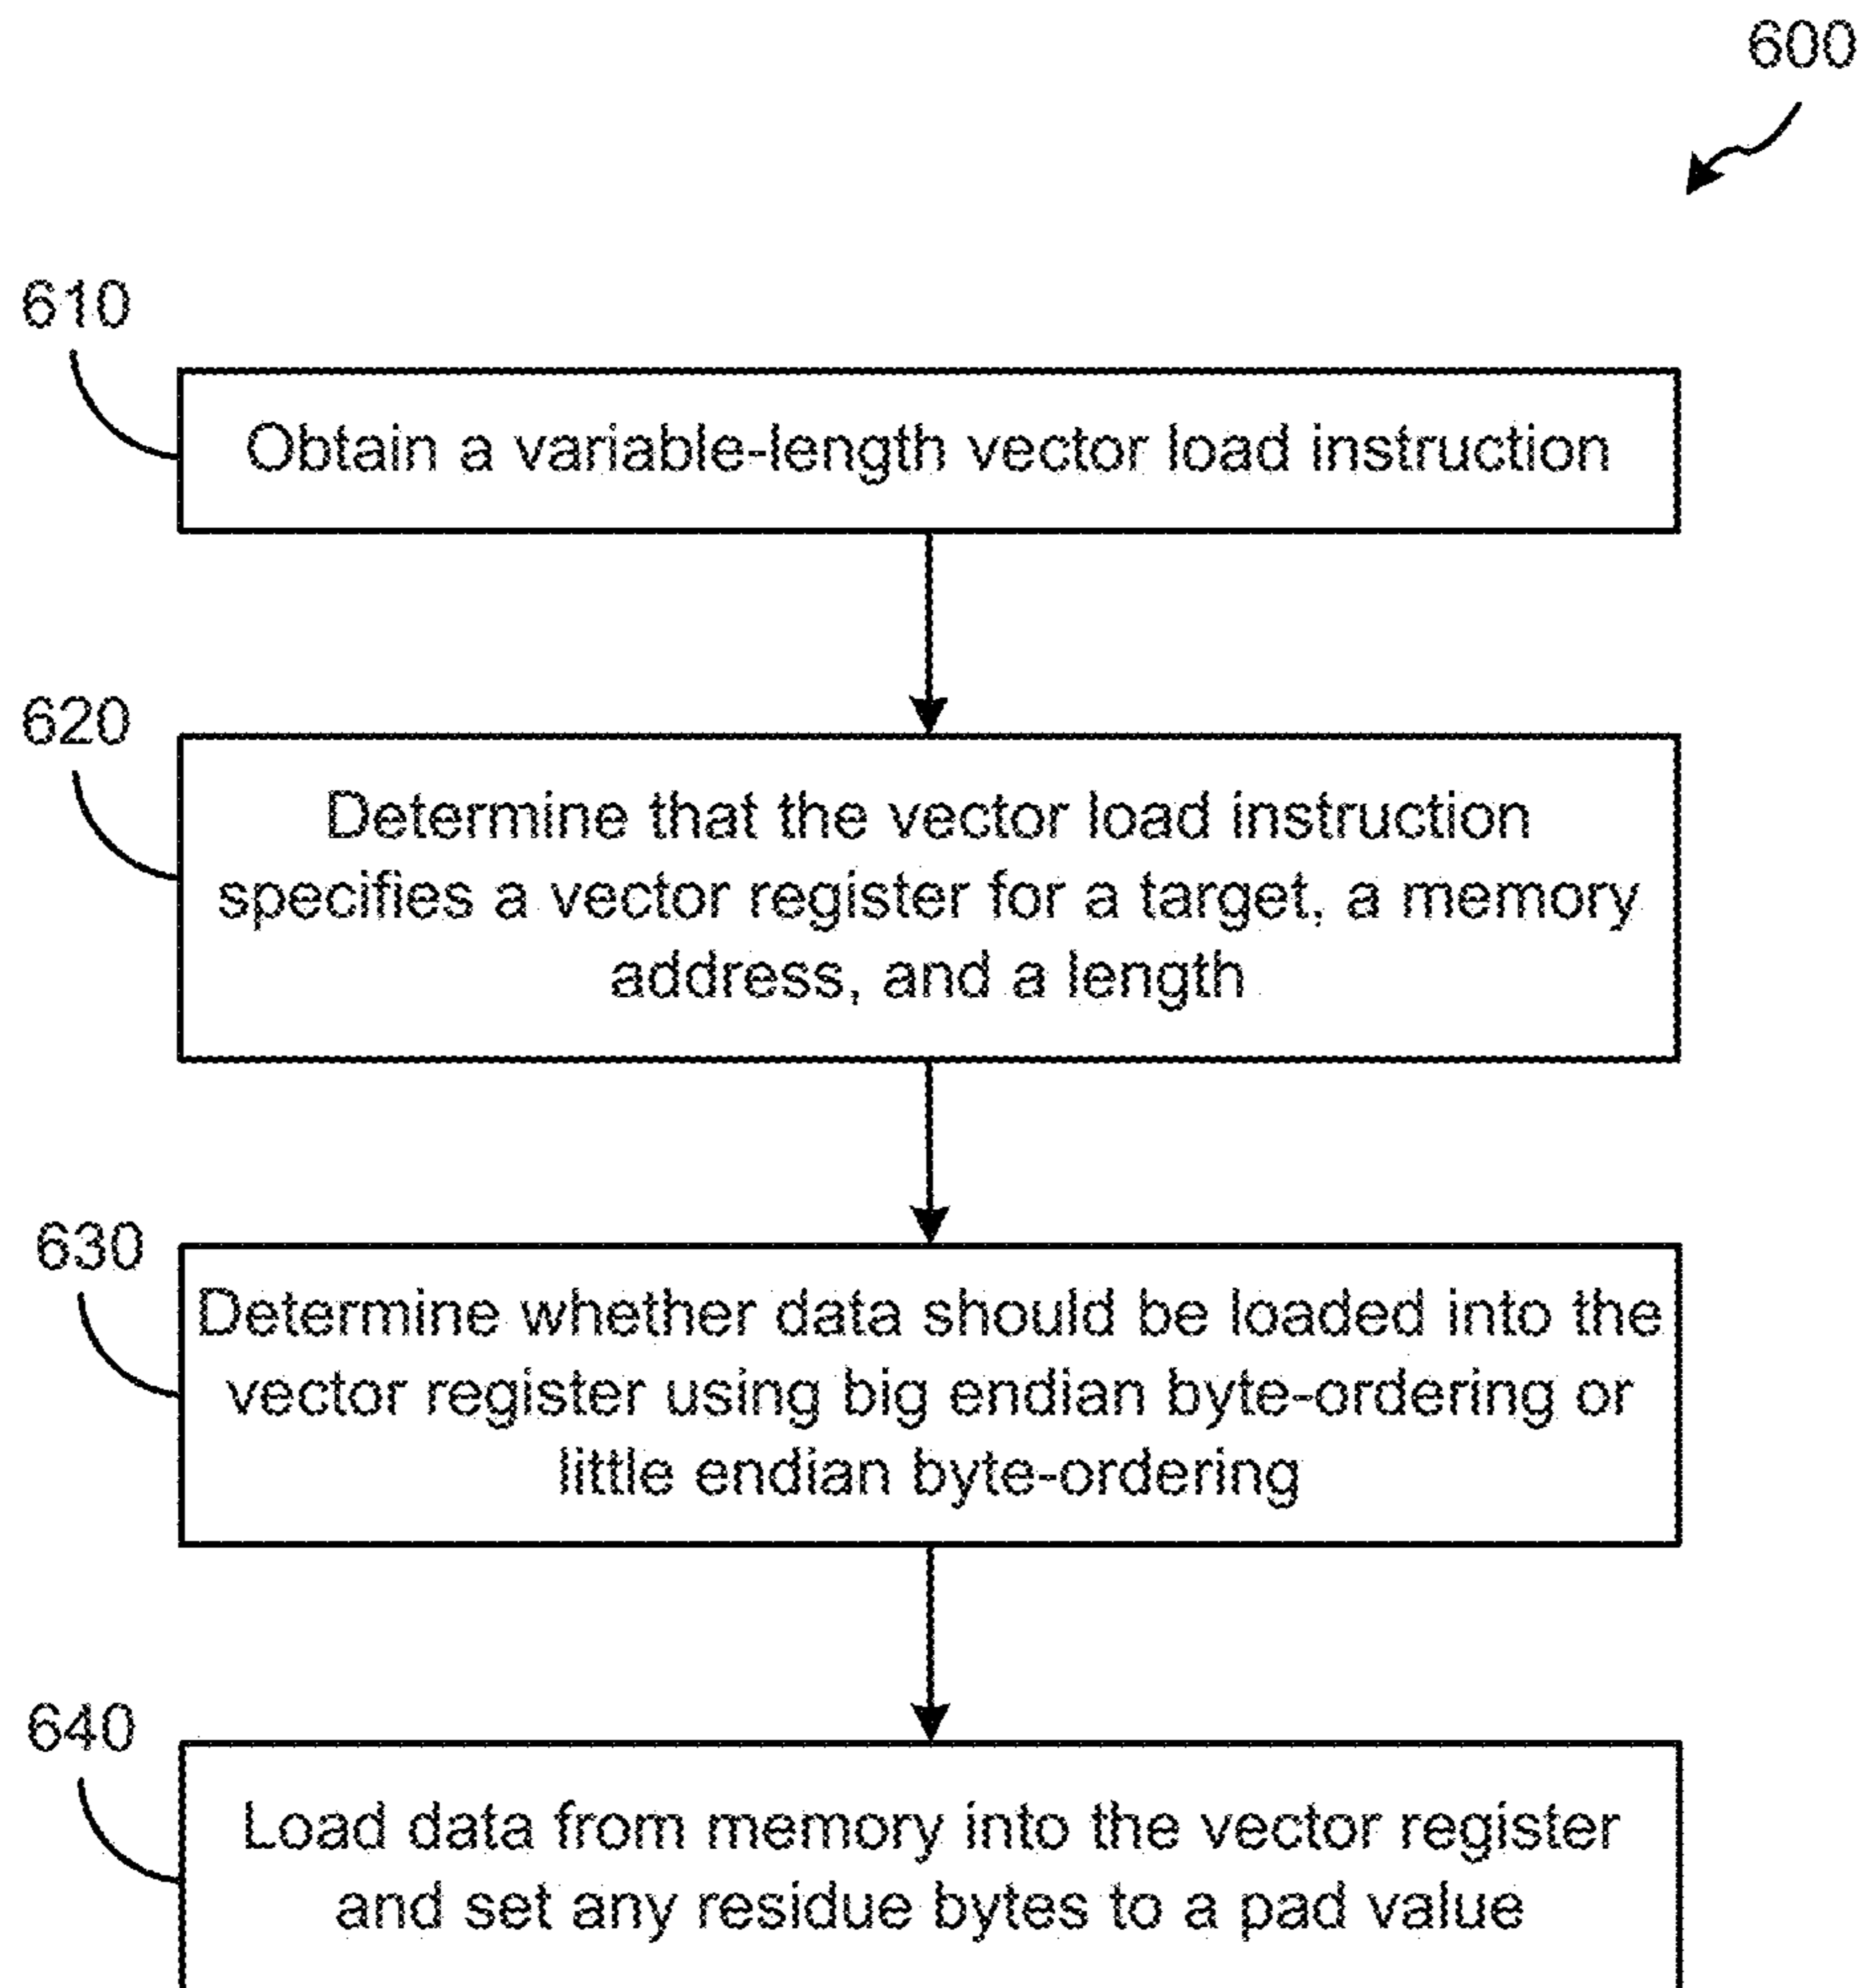 600
610
Obtain a variable-length vector load instruction
620
Determine that the vector load instruction
specifies a vector register for a target, a memory
address, and a length
630
Determine whether data should be loaded into the
vector register using big endian byte-ordering or
little endian byte-ordering
640
Load data from memory into the vector register
and set any residue bytes to a pad value